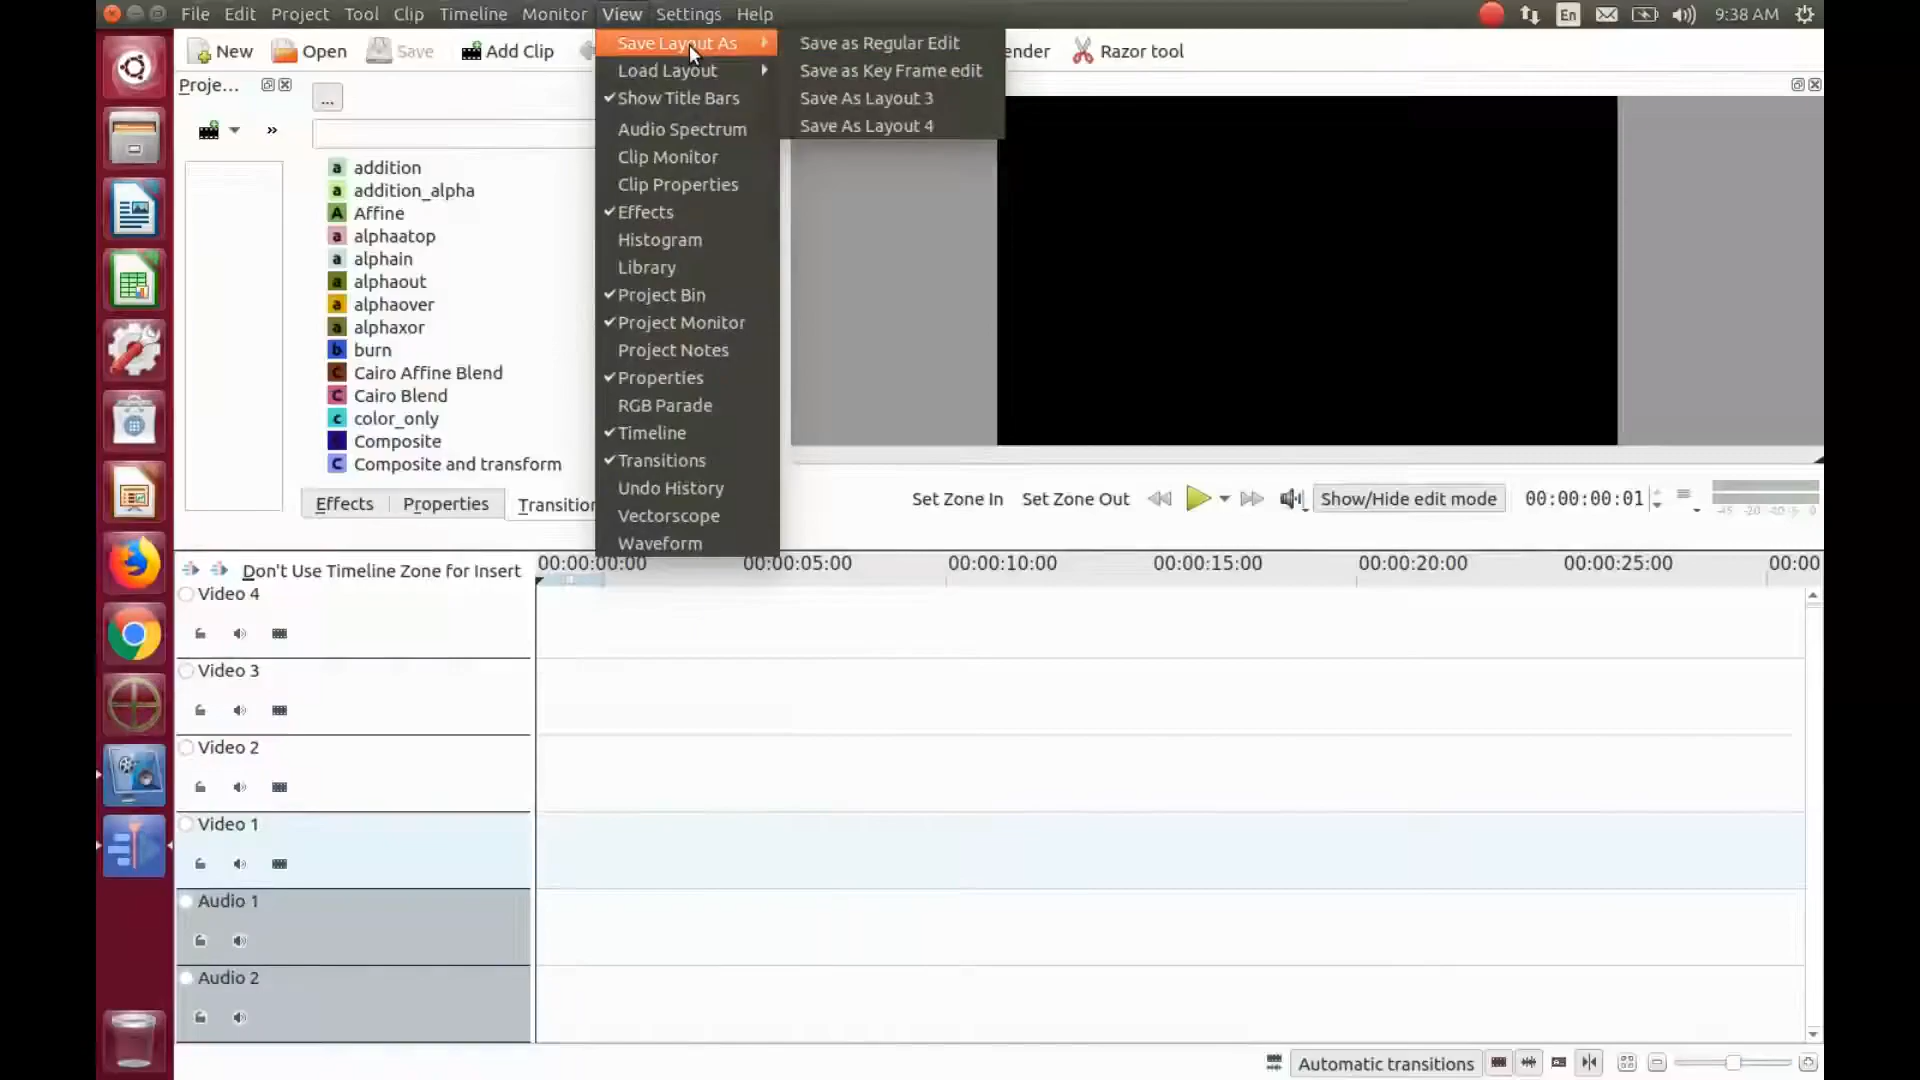 File Edit Project Tool Clip Timeline Monitor View Settings Help
En 9:38 AM
New Open Save Add Clip ender Razor tool
Save Layout As
Load Layout
Show Title Bars
Audio Spectrum
Clip Monitor
Clip Properties
Effects
Histogram
Library
Project Bin
Project Monitor
Project Notes
Properties
RGB Parade
Timeline
Transitions
Undo History
Vectorscope
Waveform
Save as Regular Edit
Save as Key Frame edit
Save As Layout 3
Save As Layout 4
Proje...
...
»
a addition
a addition_alpha
A Affine
a alphaatop
a alphain
a alphaout
a alphaover
a alphaxor
b burn
C Cairo Affine Blend
C Cairo Blend
c color_only
C Composite
C Composite and transform
Effects Properties Transition
Set Zone In Set Zone Out Show/Hide edit mode 00:00:00:01
-45 -20 -10 -5 0
Don't Use Timeline Zone for Insert
00:00:00:00 00:00:05:00 00:00:10:00 00:00:15:00 00:00:20:00 00:00:25:00 00:00
Video 4
Video 3
Video 2
Video 1
Audio 1
Audio 2
Automatic transitions